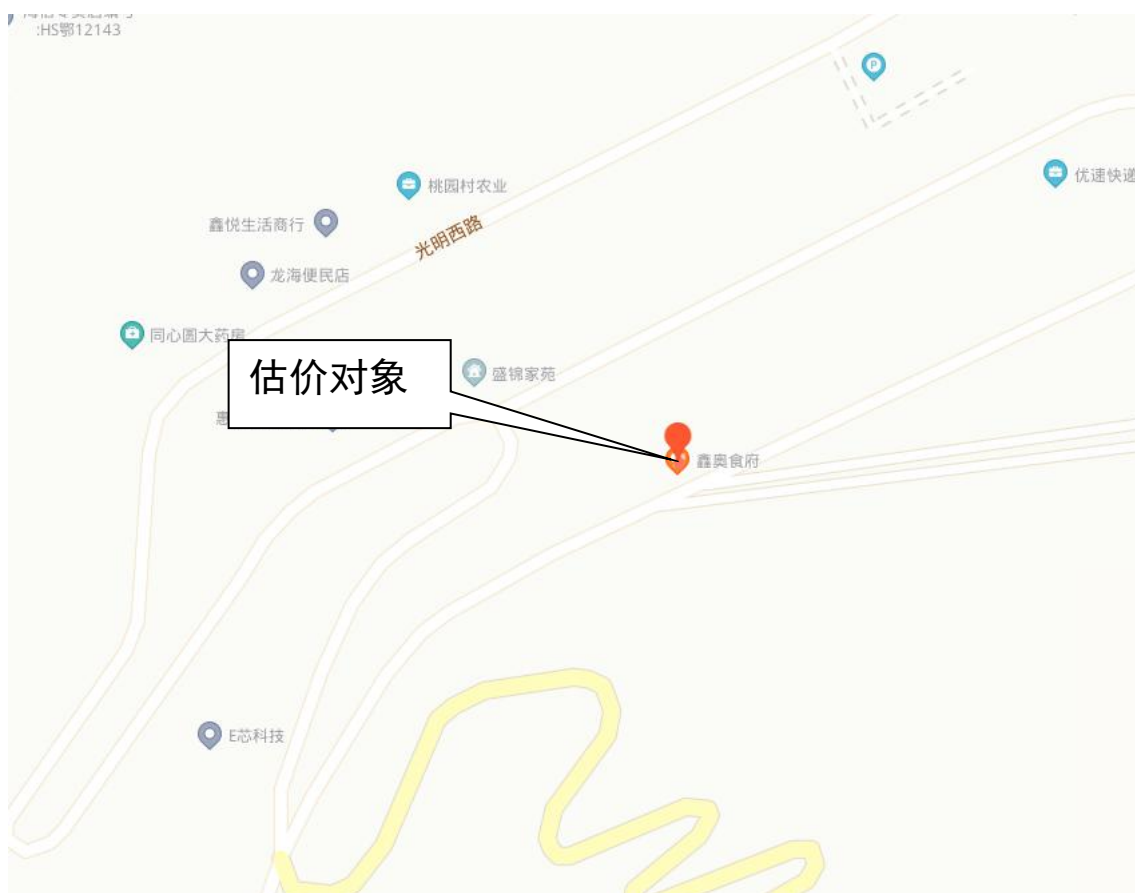 :HS鄂12143
桃园村农业
优速快递
鑫悦生活商行
光明西路
龙海便民店
同心圆大药房
估价对象
盛锦家苑
惠
鑫奥食府
E芯科技